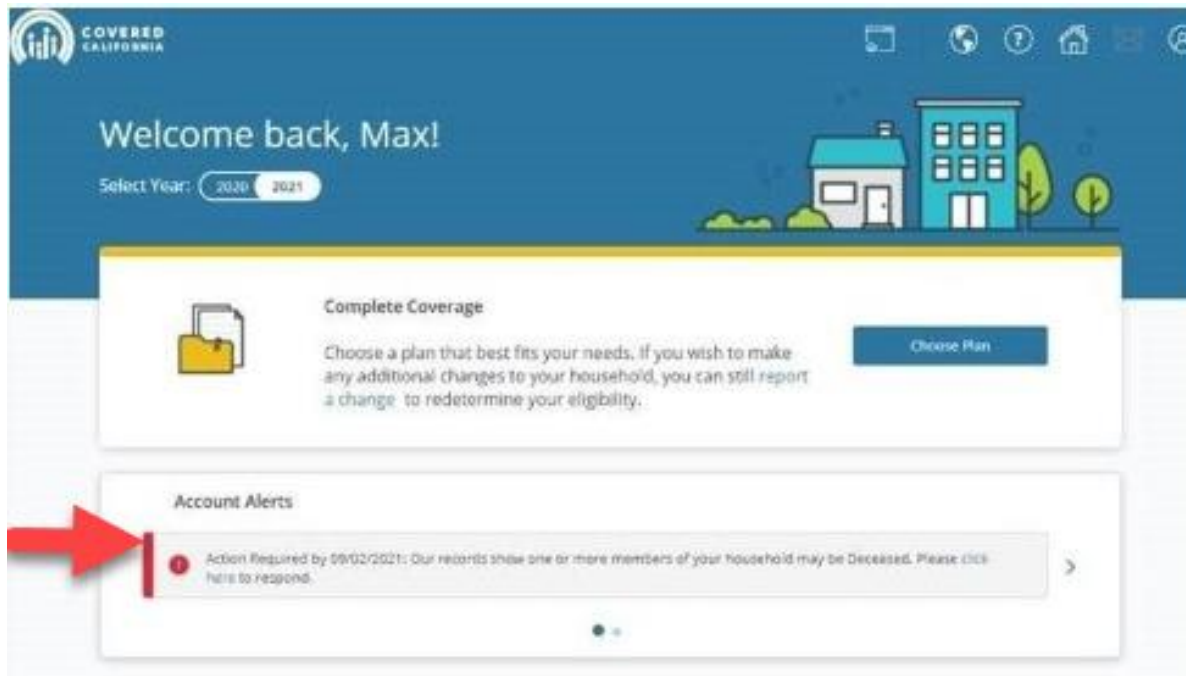 COVERED
CALIFORNIA
Welcome back, Max!
Select Year: 2020 2021
Complete Coverage
Choose a plan that best fits your needs. If you wish to make
any additional changes to your household, you can still report
a change to redetermine your eligibility.
Choose Plan
Account Alerts
Action Required by 09/02/2021: Our records show one or more members of your household may be Deceased. Please click
here to respond.